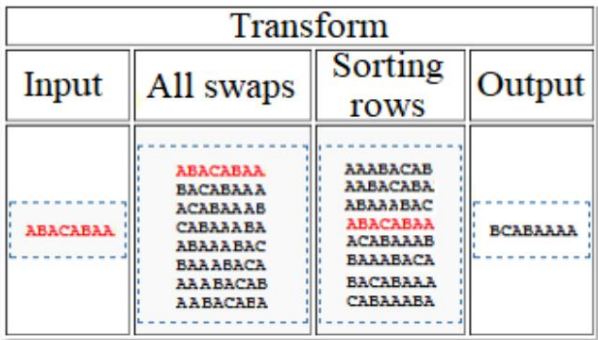 Transform
Input
All swaps
Sorting
rows
Output
ABACABAA
ABACABAA
BACABAAA
ACABAAAB
CABAAABA
ABAAABAC
BAAABACA
AAABACAB
AABACABA
AAABACAB
AABACABA
ABAAABAC
ABACABAA
ACABAAAB
BAAABACA
BACABAAA
CABAAABA
BCABAAAA